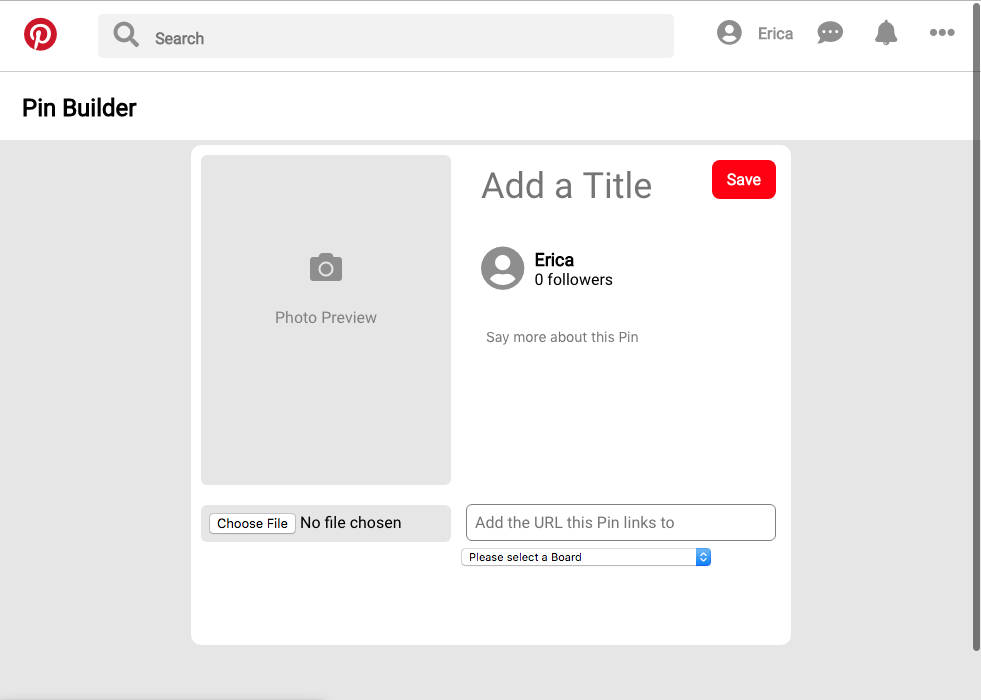 Search
Erica
Pin Builder
Add a Title
Save
Erica
0 followers
Photo Preview
Say more about this Pin
Choose File No file chosen
Add the URL this Pin links to
Please select a Board